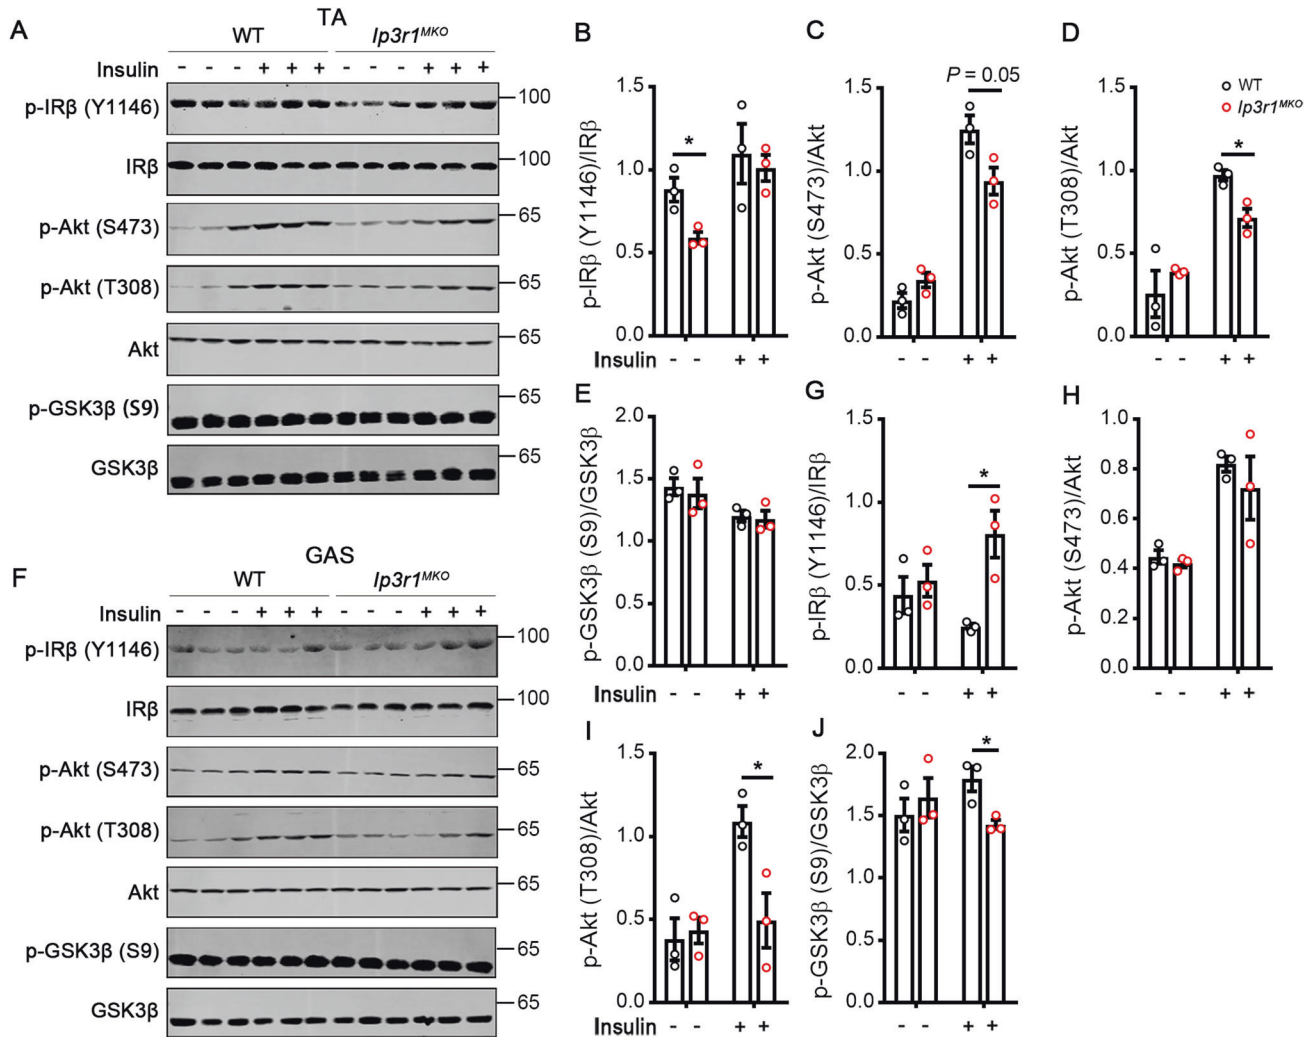 A
TA
WT
Ip3r1MKO
Insulin - - - + + + - - - + + +
p-IRβ (Y1146)
100
IRβ
100
p-Akt (S473)
65
p-Akt (T308)
65
Akt
65
p-GSK3β (S9)
65
GSK3β
65
B
p-IRβ (Y1146)/IRβ
1.5
1.0
0.5
0.0
*
Insulin - - + +
C
p-Akt (S473)/Akt
1.5
1.0
0.5
0.0
P = 0.05
- - + +
D
p-Akt (T308)/Akt
1.5
1.0
0.5
0.0
WT
Ip3r1MKO
*
- - + +
E
p-GSK3β (S9)/GSK3β
2.0
1.5
1.0
0.5
0.0
Insulin - - + +
F
GAS
WT
Ip3r1MKO
Insulin - - - + + + - - - + + +
p-IRβ (Y1146)
100
IRβ
100
p-Akt (S473)
65
p-Akt (T308)
65
Akt
65
p-GSK3β (S9)
65
GSK3β
65
G
p-IRβ (Y1146)/IRβ
1.5
1.0
0.5
0.0
*
- - + +
H
p-Akt (S473)/Akt
1.0
0.8
0.6
0.4
0.2
0.0
- - + +
I
p-Akt (T308)/Akt
1.5
1.0
0.5
0.0
*
Insulin - - + +
J
p-GSK3β (S9)/GSK3β
2.0
1.5
1.0
0.5
0.0
*
- - + +